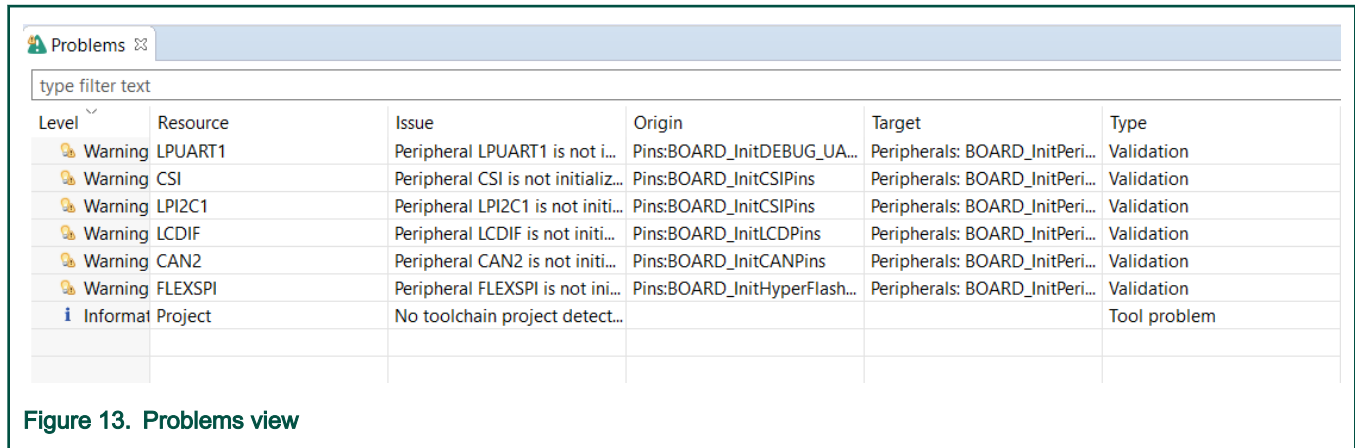 Problems
type filter text
Level Resource Issue Origin Target Type
Warning LPUART1 Peripheral LPUART1 is not i... Pins:BOARD_InitDEBUG_UA... Peripherals: BOARD_InitPeri... Validation
Warning CSI Peripheral CSI is not initializ... Pins:BOARD_InitCSIPins Peripherals: BOARD_InitPeri... Validation
Warning LPI2C1 Peripheral LPI2C1 is not initi... Pins:BOARD_InitCSIPins Peripherals: BOARD_InitPeri... Validation
Warning LCDIF Peripheral LCDIF is not initi... Pins:BOARD_InitLCDPins Peripherals: BOARD_InitPeri... Validation
Warning CAN2 Peripheral CAN2 is not initi... Pins:BOARD_InitCANPins Peripherals: BOARD_InitPeri... Validation
Warning FLEXSPI Peripheral FLEXSPI is not ini... Pins:BOARD_InitHyperFlash... Peripherals: BOARD_InitPeri... Validation
Informat Project No toolchain project detect... Tool problem
Figure 13. Problems view